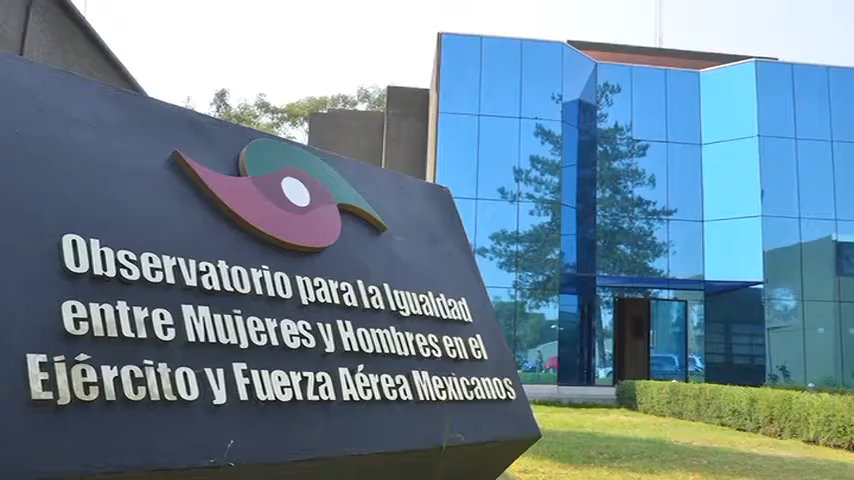 Observatorio para la Igualdad
entre Mujeres y Hombres en el
Ejército y Fuerza Aérea Mexicanos